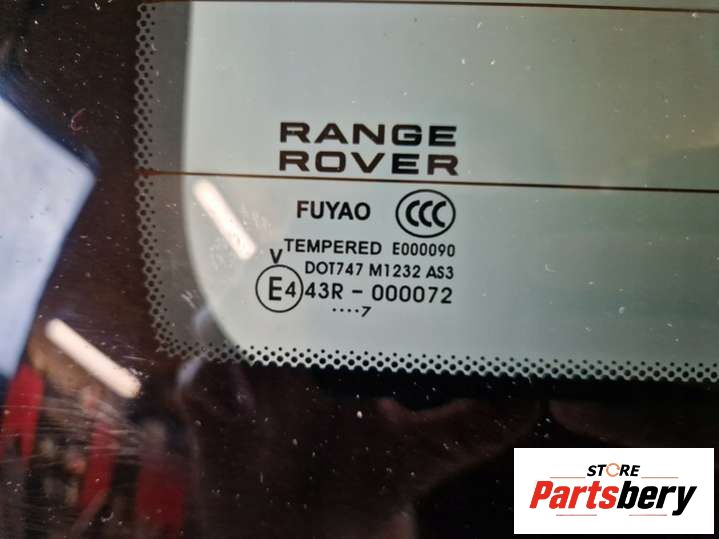 RANGE
ROVER
FUYAO CCC
TEMPERED E000090
V DOT747 M1232 AS3
E4 43R - 000072
....7
STORE
Partsbery